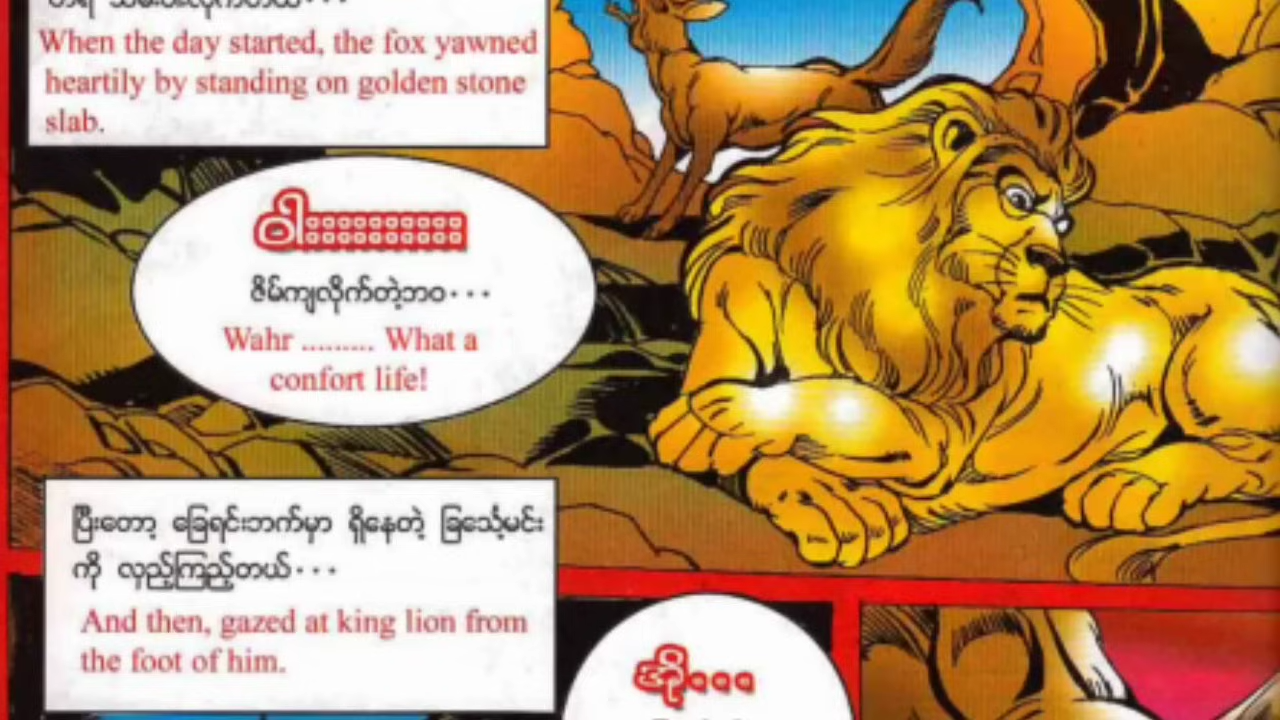 When the day started, the fox yawned
heartily by standing on golden stone
slab.
ဝါးးးးးးးးးး
ဇိမ်ကျလိုက်တဲ့ဘဝ...
Wahr ......... What a
confort life!
ပြီးတော့ ခြေရင်းဘက်မှာ ရှိနေတဲ့ ခြင်္သေ့မင်း
ကို လှည့်ကြည့်တယ်...
And then, gazed at king lion from
the foot of him.